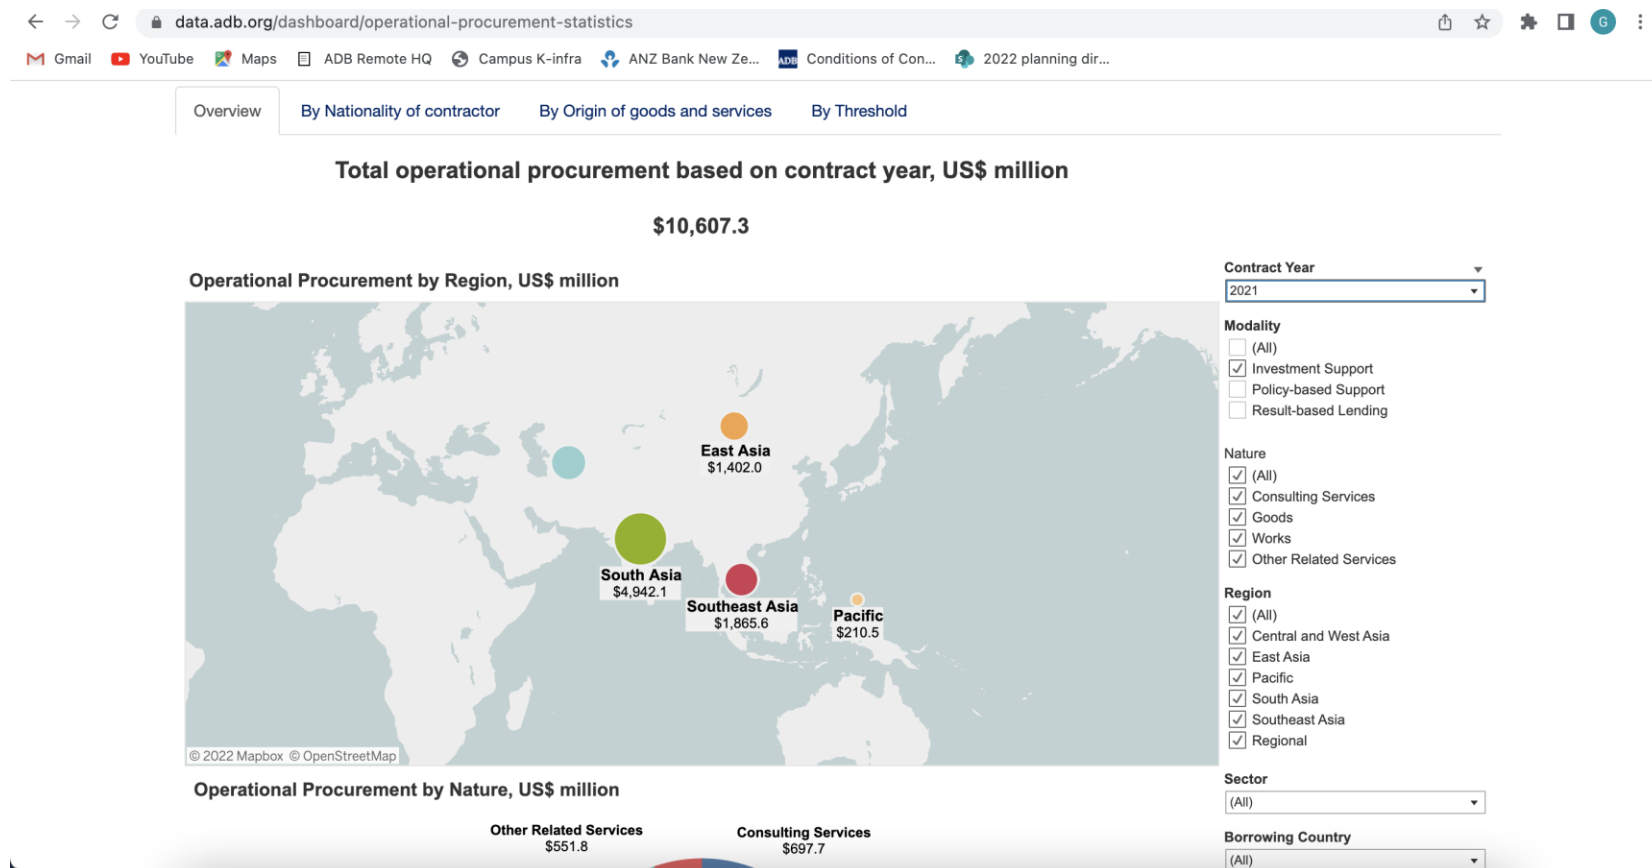 data.adb.org/dashboard/operational-procurement-statistics
G
Gmail YouTube Maps ADB Remote HQ Campus K-infra ANZ Bank New Ze... ADB Conditions of Con... S 2022 planning dir...
Overview By Nationality of contractor By Origin of goods and services By Threshold
Total operational procurement based on contract year, US$ million
$10,607.3
Operational Procurement by Region, US$ million
East Asia
$1,402.0
South Asia
$4,942.1
Southeast Asia
$1,865.6
Pacific
$210.5
© 2022 Mapbox © OpenStreetMap
Operational Procurement by Nature, US$ million
Other Related Services
$551.8
Consulting Services
$697.7
Contract Year
2021
Modality
(All)
Investment Support
Policy-based Support
Result-based Lending
Nature
(All)
Consulting Services
Goods
Works
Other Related Services
Region
(All)
Central and West Asia
East Asia
Pacific
South Asia
Southeast Asia
Regional
Sector
(All)
Borrowing Country
(All)